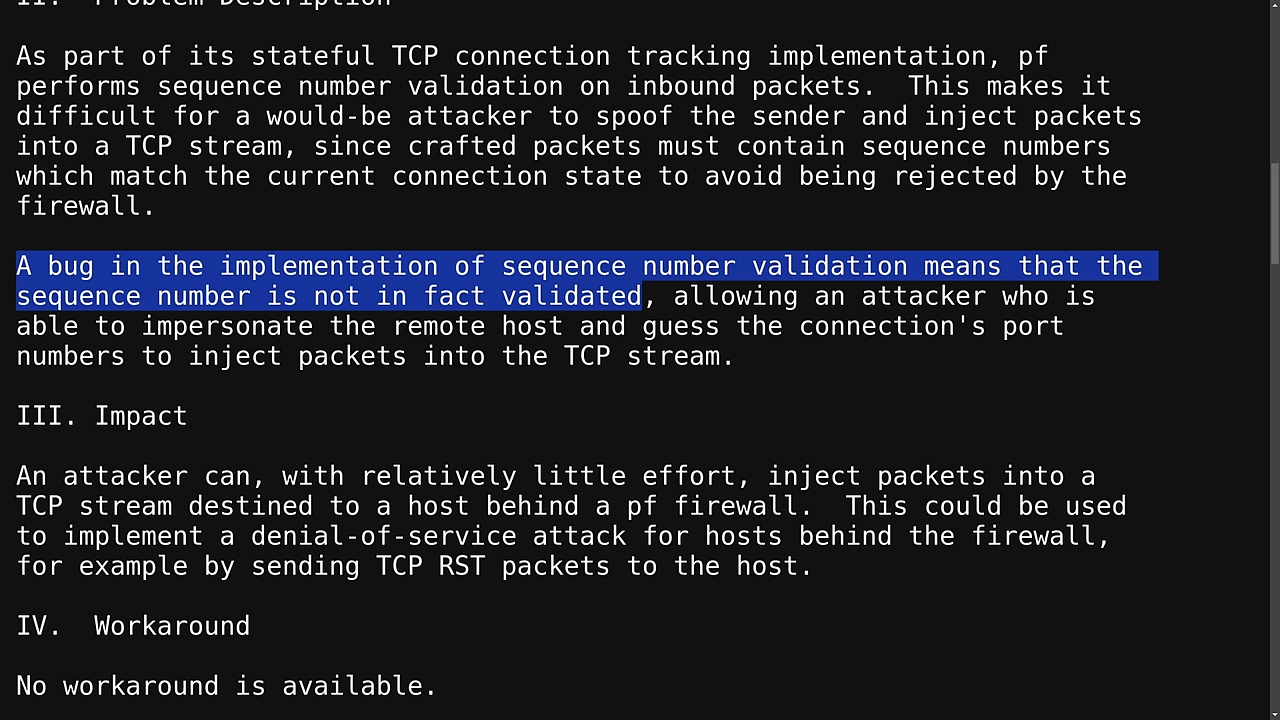 II.  Problem Description
As part of its stateful TCP connection tracking implementation, pf
performs sequence number validation on inbound packets.  This makes it
difficult for a would-be attacker to spoof the sender and inject packets
into a TCP stream, since crafted packets must contain sequence numbers
which match the current connection state to avoid being rejected by the
firewall.
A bug in the implementation of sequence number validation means that the
sequence number is not in fact validated, allowing an attacker who is
able to impersonate the remote host and guess the connection's port
numbers to inject packets into the TCP stream.
III. Impact
An attacker can, with relatively little effort, inject packets into a
TCP stream destined to a host behind a pf firewall.  This could be used
to implement a denial-of-service attack for hosts behind the firewall,
for example by sending TCP RST packets to the host.
IV.  Workaround
No workaround is available.